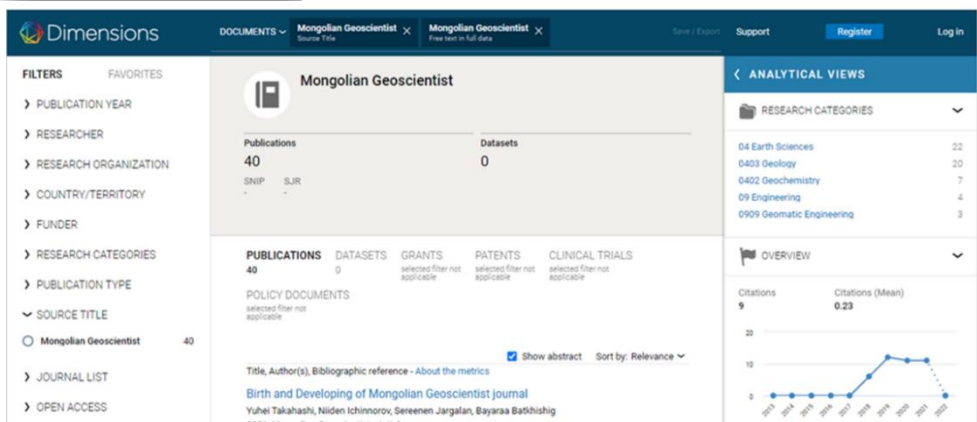 Dimensions
DOCUMENTS
Mongolian Geoscientist
Source Title
Mongolian Geoscientist
Free text in full data
Save / Export
Support
Register
Log in
FILTERS
FAVORITES
PUBLICATION YEAR
RESEARCHER
RESEARCH ORGANIZATION
COUNTRY/TERRITORY
FUNDER
RESEARCH CATEGORIES
PUBLICATION TYPE
SOURCE TITLE
Mongolian Geoscientist 40
JOURNAL LIST
OPEN ACCESS
Mongolian Geoscientist
Publications
40
Datasets
0
SNIP SJR
- -
PUBLICATIONS
40
DATASETS
0
GRANTS
selected filter not
applicable
PATENTS
selected filter not
applicable
CLINICAL TRIALS
selected filter not
applicable
POLICY DOCUMENTS
selected filter not
applicable
Show abstract Sort by: Relevance
Title, Author(s), Bibliographic reference - About the metrics
Birth and Developing of Mongolian Geoscientist journal
Yuhei Takahashi, Niiden Ichinnorov, Sereenen Jargalan, Bayaraa Batkhishig
ANALYTICAL VIEWS
RESEARCH CATEGORIES
04 Earth Sciences 22
0403 Geology 20
0402 Geochemistry 7
09 Engineering 4
0909 Geomatic Engineering 3
OVERVIEW
Citations
9
Citations (Mean)
0.23
20
10
0
2013 2014 2015 2016 2017 2018 2019 2020 2021 2022